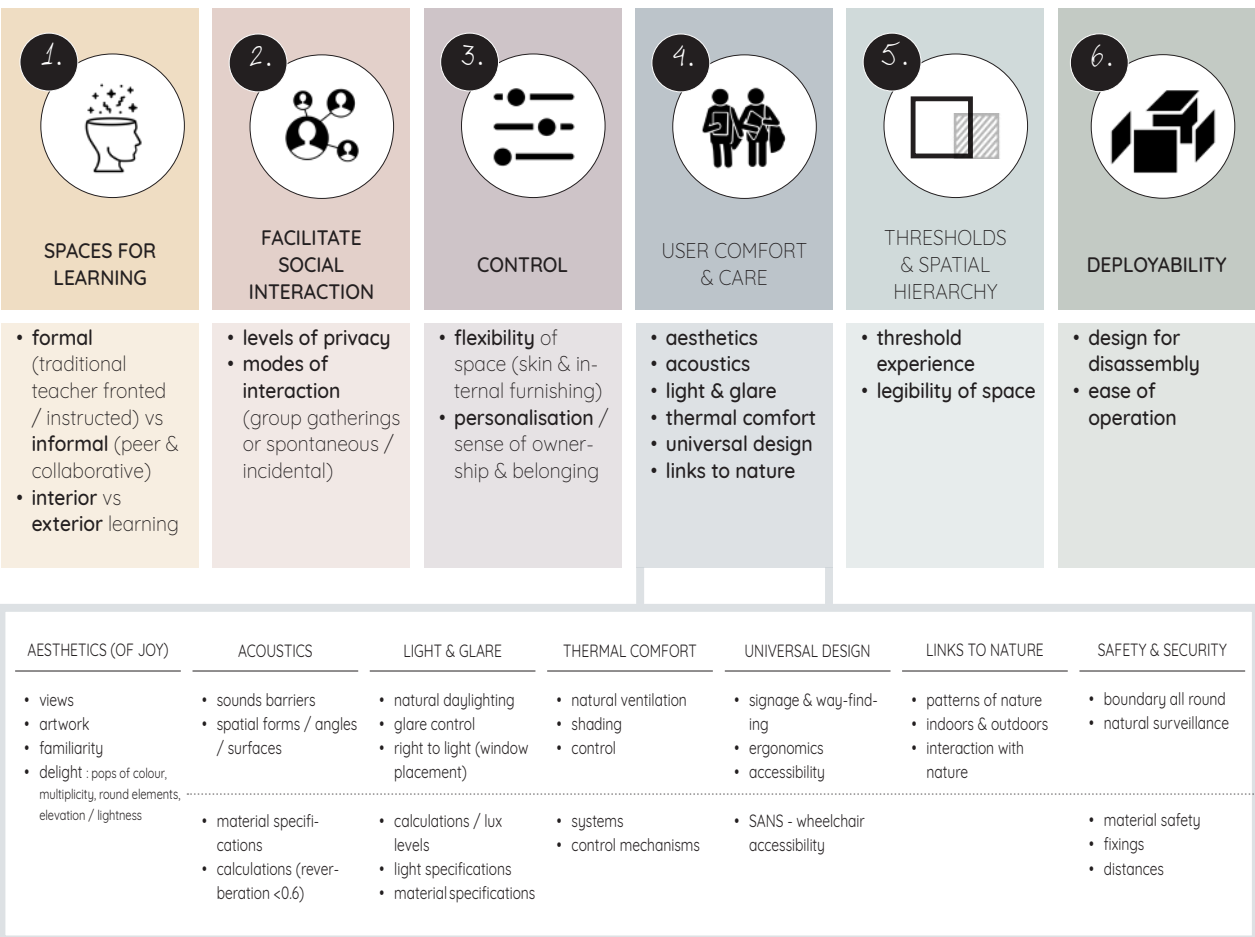 1.
SPACES FOR
LEARNING
• formal
(traditional
teacher fronted
/ instructed) vs
informal (peer &
collaborative)
• interior vs
exterior learning
2.
FACILITATE
SOCIAL
INTERACTION
• levels of privacy
• modes of
interaction
(group gatherings
or spontaneous /
incidental)
3.
CONTROL
• flexibility of
space (skin & in-
ternal furnishing)
• personalisation /
sense of owner-
ship & belonging
4.
USER COMFORT
& CARE
• aesthetics
• acoustics
• light & glare
• thermal comfort
• universal design
• links to nature
5.
THRESHOLDS
& SPATIAL
HIERARCHY
• threshold
experience
• legibility of space
6.
DEPLOYABILITY
• design for
disassembly
• ease of
operation
AESTHETICS (OF JOY)
• views
• artwork
• familiarity
• delight : pops of colour,
multiplicity, round elements,
elevation / lightness
ACOUSTICS
• sounds barriers
• spatial forms / angles
/ surfaces
• material specifi-
cations
• calculations (rever-
beration <0.6)
LIGHT & GLARE
• natural daylighting
• glare control
• right to light (window
placement)
• calculations / lux
levels
• light specifications
• material specifications
THERMAL COMFORT
• natural ventilation
• shading
• control
• systems
• control mechanisms
UNIVERSAL DESIGN
• signage & way-find-
ing
• ergonomics
• accessibility
• SANS - wheelchair
accessibility
LINKS TO NATURE
• patterns of nature
• indoors & outdoors
• interaction with
nature
SAFETY & SECURITY
• boundary all round
• natural surveillance
• material safety
• fixings
• distances